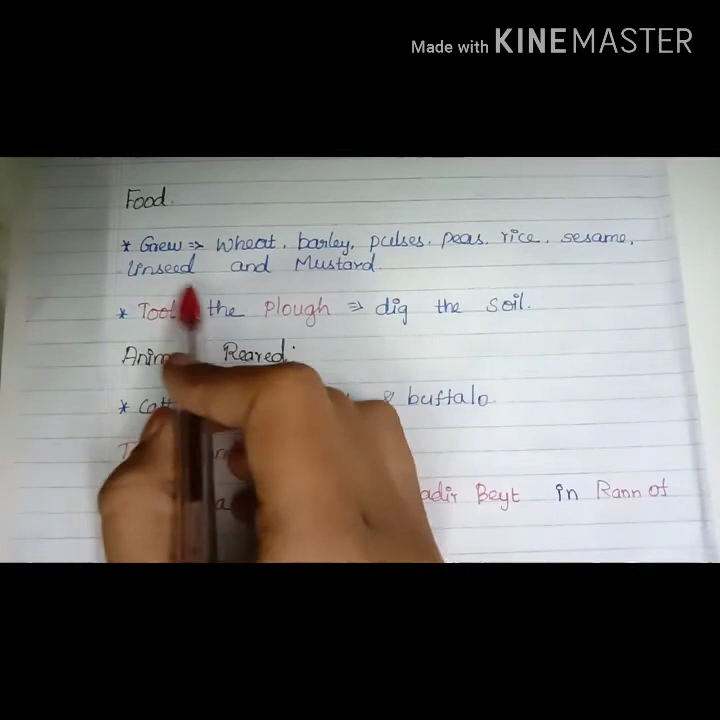 Made with KINEMASTER
Food.
* Grew => Wheat, barley, pulses, peas, rice, sesame,
linseed and Mustard.
* Tool the Plough => dig the soil.
Reared:
* & buffalo
Beyt in Rann of